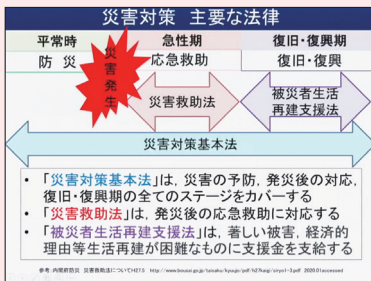 災害対策 主要な法律
平常時
急性期
復旧・復興期
防 災
災害発生
応急救助
復旧・復興
災害救助法
被災者生活
再建支援法
災害対策基本法
• 「災害対策基本法」は，災害の予防，発生後の対応，
復旧・復興期の全てのステージをカバーする
• 「災害救助法」は，発生後の応急救助に対応する
• 「被災者生活再建支援法」は，著しい被害，経済的
理由等生活再建が困難なものに支援金を支給する
参考：内閣府防災 災害救助法についてH27.5